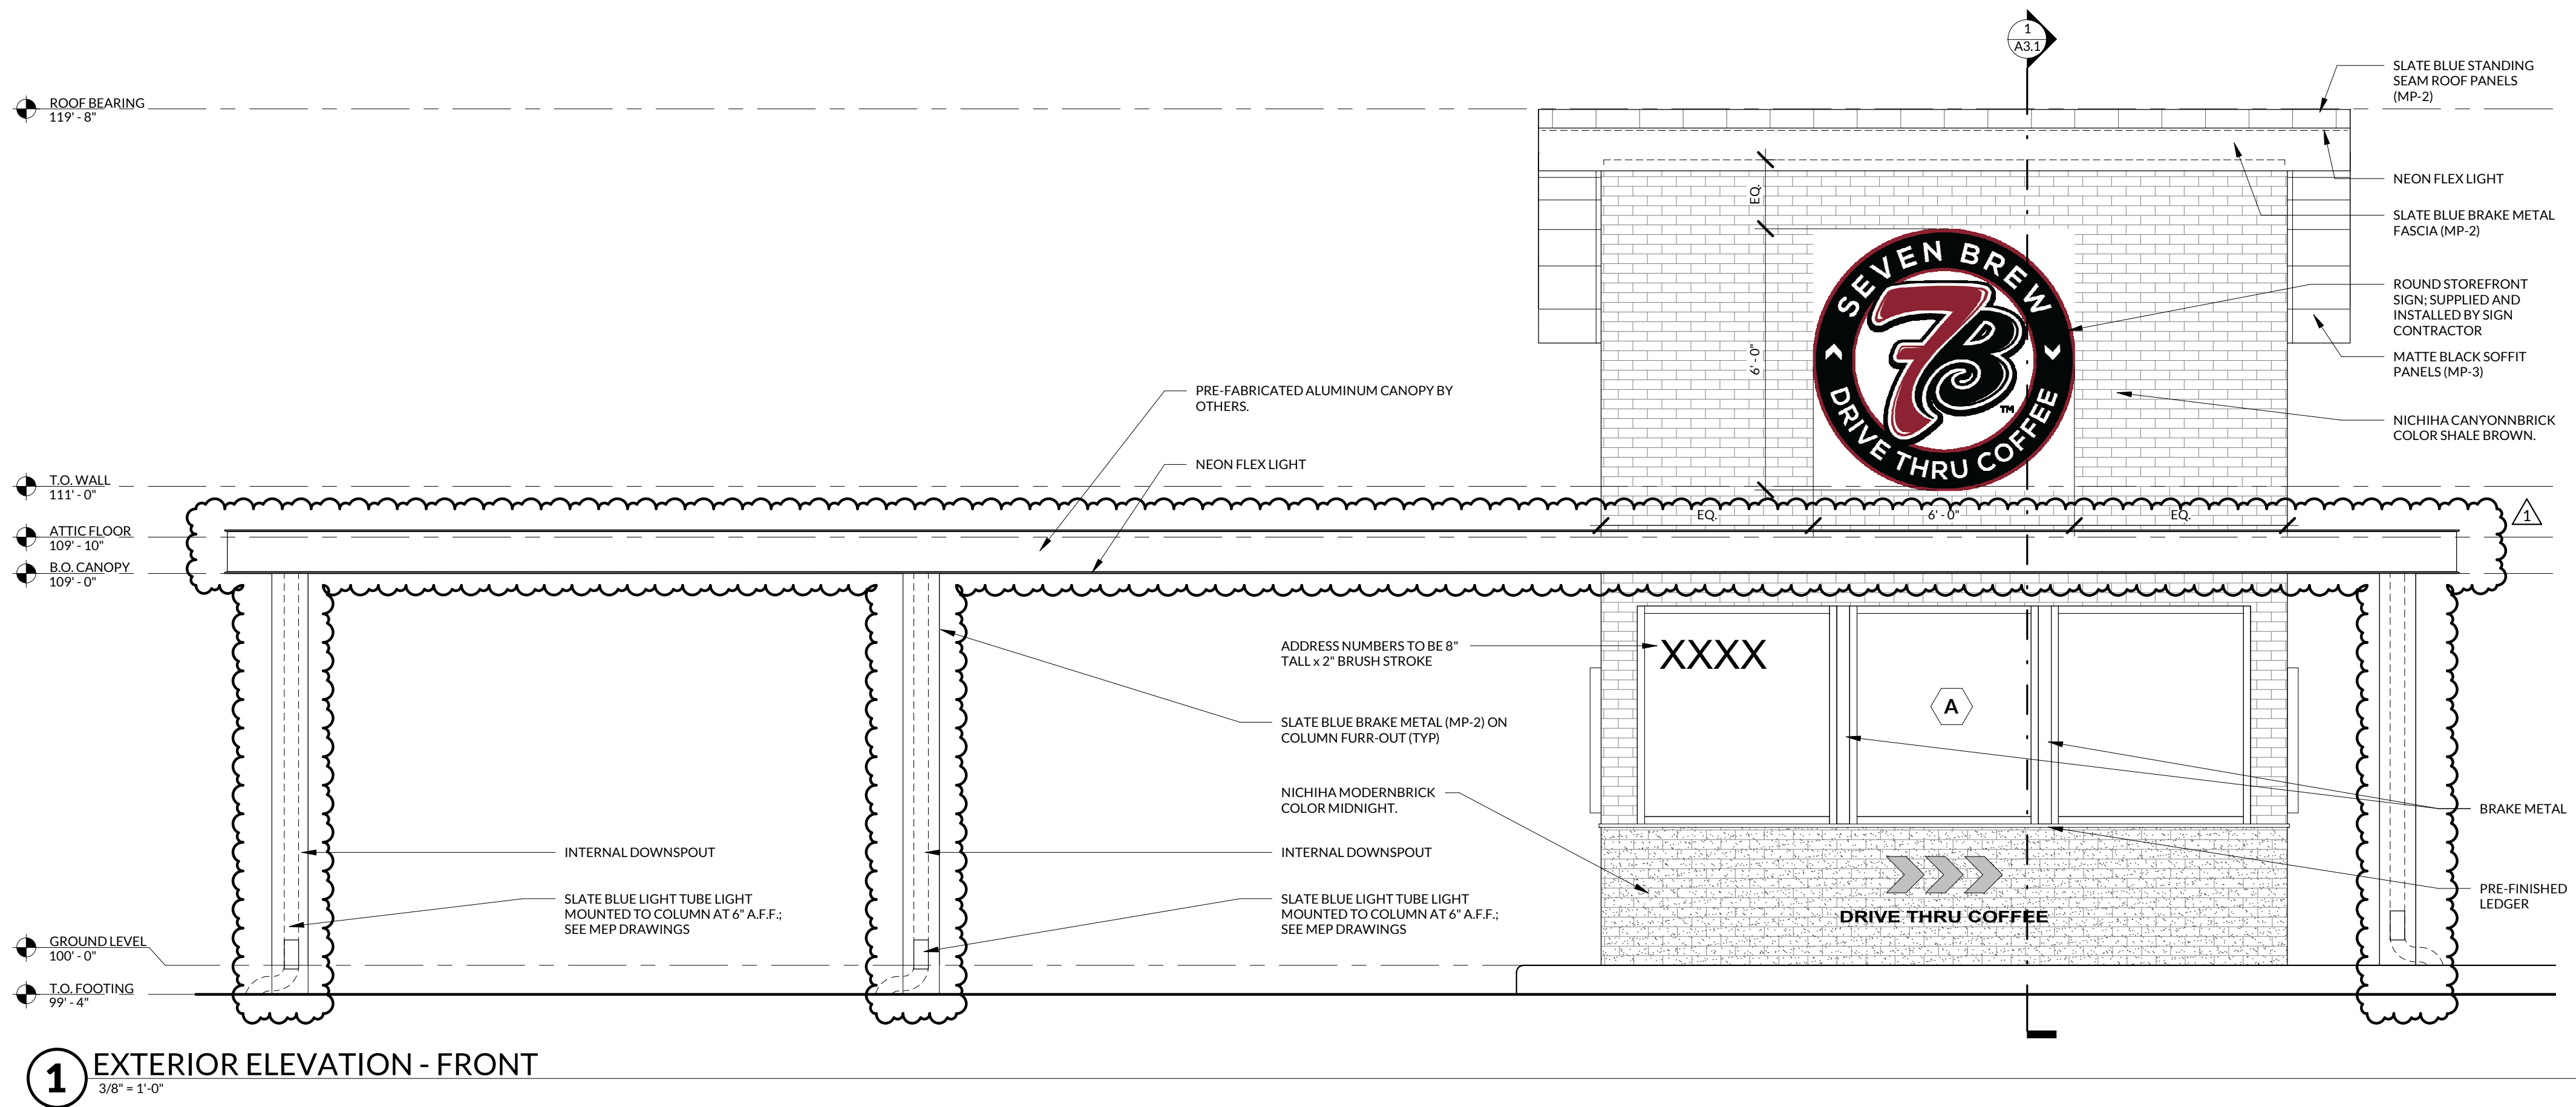 1
A3.1
SLATE BLUE STANDING
SEAM ROOF PANELS
(MP-2)
ROOF BEARING
119' - 8"
NEON FLEX LIGHT
SLATE BLUE BRAKE METAL
FASCIA (MP-2)
EQ.
SEVEN BREW
7B
TM
DRIVE THRU COFFEE
6' - 0"
ROUND STOREFRONT
SIGN; SUPPLIED AND
INSTALLED BY SIGN
CONTRACTOR
MATTE BLACK SOFFIT
PANELS (MP-3)
NICHIHA CANYONNBRICK
COLOR SHALE BROWN.
PRE-FABRICATED ALUMINUM CANOPY BY
OTHERS.
NEON FLEX LIGHT
T.O. WALL
111' - 0"
EQ.
6' - 0"
EQ.
1
ATTIC FLOOR
109' - 10"
B.O. CANOPY
109' - 0"
ADDRESS NUMBERS TO BE 8"
TALL x 2" BRUSH STROKE
XXXX
A
SLATE BLUE BRAKE METAL (MP-2) ON
COLUMN FURR-OUT (TYP)
NICHIHA MODERNBRICK
COLOR MIDNIGHT.
BRAKE METAL
INTERNAL DOWNSPOUT
INTERNAL DOWNSPOUT
SLATE BLUE LIGHT TUBE LIGHT
MOUNTED TO COLUMN AT 6" A.F.F.;
SEE MEP DRAWINGS
SLATE BLUE LIGHT TUBE LIGHT
MOUNTED TO COLUMN AT 6" A.F.F.;
SEE MEP DRAWINGS
PRE-FINISHED
LEDGER
DRIVE THRU COFFEE
GROUND LEVEL
100' - 0"
T.O. FOOTING
99' - 4"
1
EXTERIOR ELEVATION - FRONT
3/8" = 1'-0"